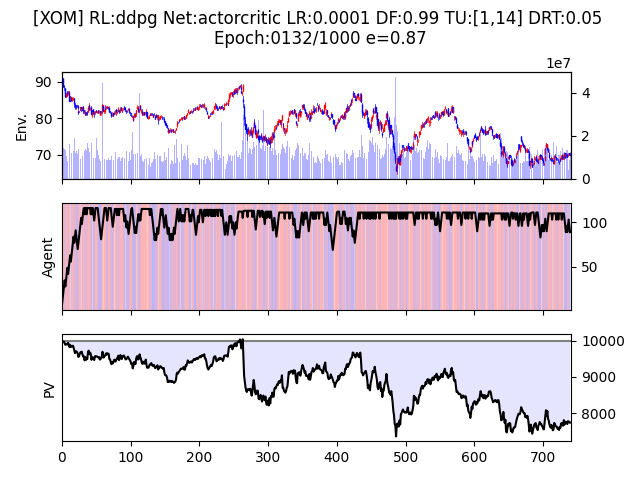 [XOM] RL:ddpg Net:actorcritic LR:0.0001 DF:0.99 TU:[1,14] DRT:0.05
Epoch:0132/1000 e=0.87
1e7
90
80
70
Env.
4
2
0
Agent
100
50
PV
10000
9000
8000
0 100 200 300 400 500 600 700